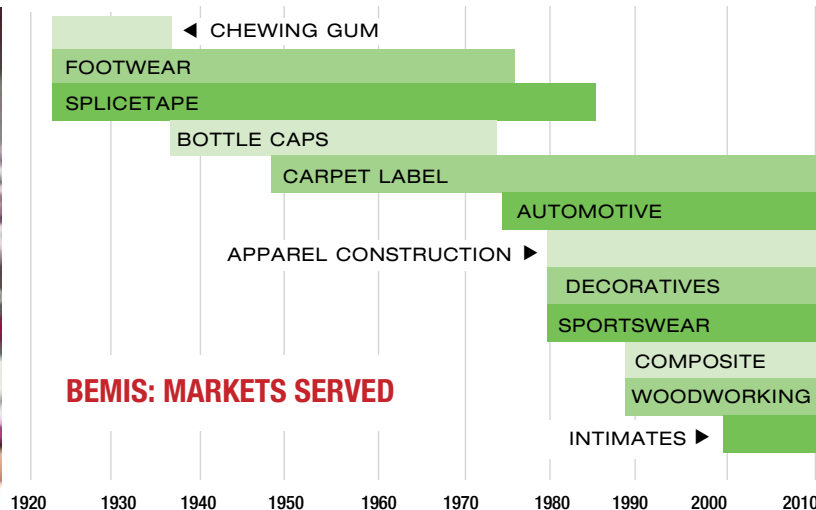 ◄ CHEWING GUM
FOOTWEAR
SPLICETAPE
BOTTLE CAPS
CARPET LABEL
AUTOMOTIVE
APPAREL CONSTRUCTION ►
DECORATIVES
SPORTSWEAR
COMPOSITE
BEMIS: MARKETS SERVED
WOODWORKING
INTIMATES ►
1920 1930 1940 1950 1960 1970 1980 1990 2000 2010